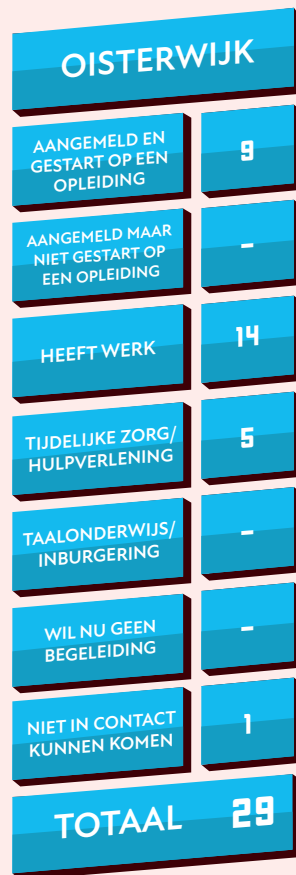 OISTERWIJK
AANGEMELD EN
GESTART OP EEN
OPLEIDING
9
AANGEMELD MAAR
NIET GESTART OP
EEN OPLEIDING
-
HEEFT WERK
14
TIJDELIJKE ZORG/
HULPVERLENING
5
TAALONDERWIJS/
INBURGERING
-
WIL NU GEEN
BEGELEIDING
-
NIET IN CONTACT
KUNNEN KOMEN
1
TOTAAL 29